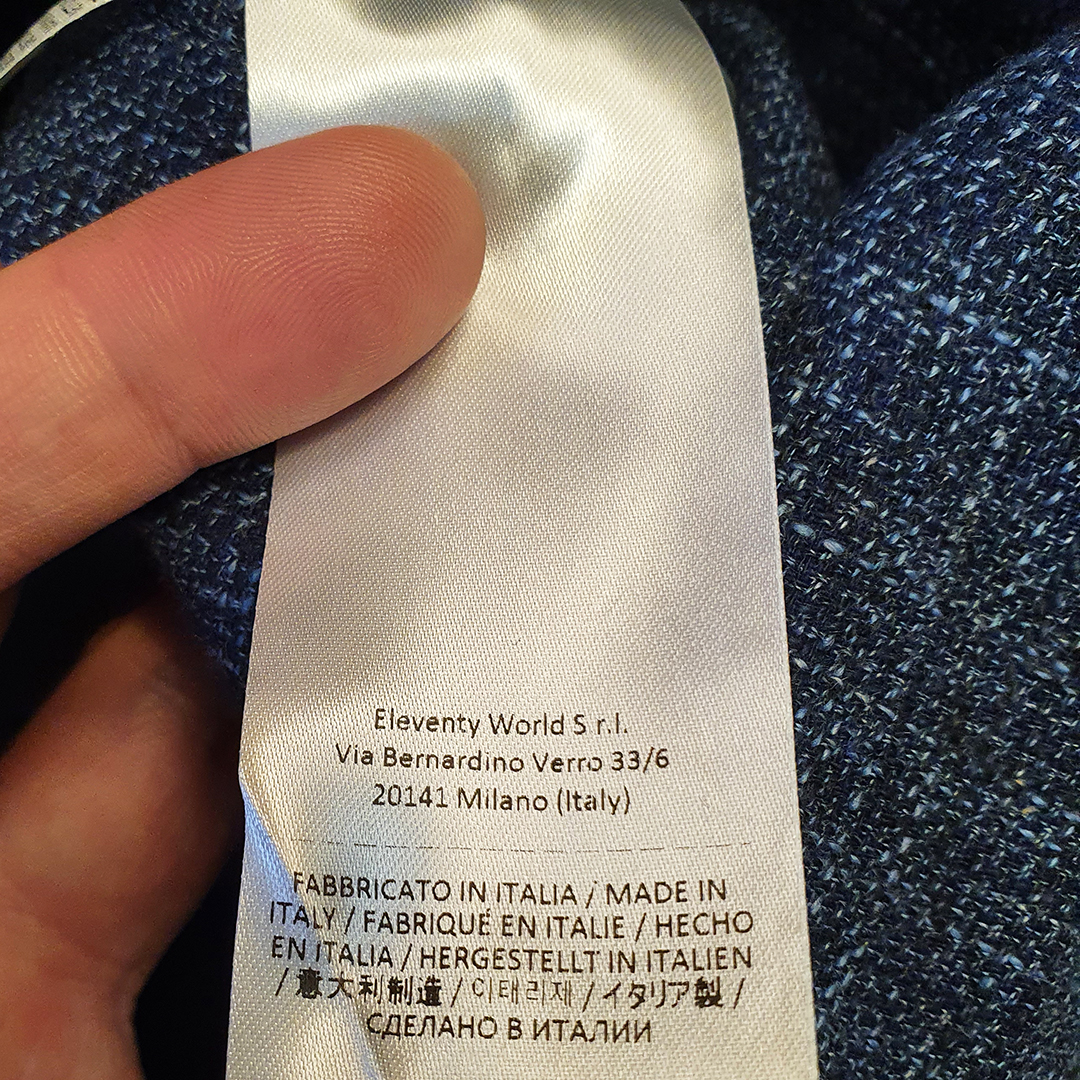 Eleventy World S r.l.
Via Bernardino Verro 33/6
20141 Milano (Italy)
FABBRICATO IN ITALIA / MADE IN
ITALY / FABRIQUÉ EN ITALIE / HECHO
EN ITALIA / HERGESTELLT IN ITALIEN
/ 意大利制造 / 이태리제 / イタリア製 /
СДЕЛАНО В ИТАЛИИ